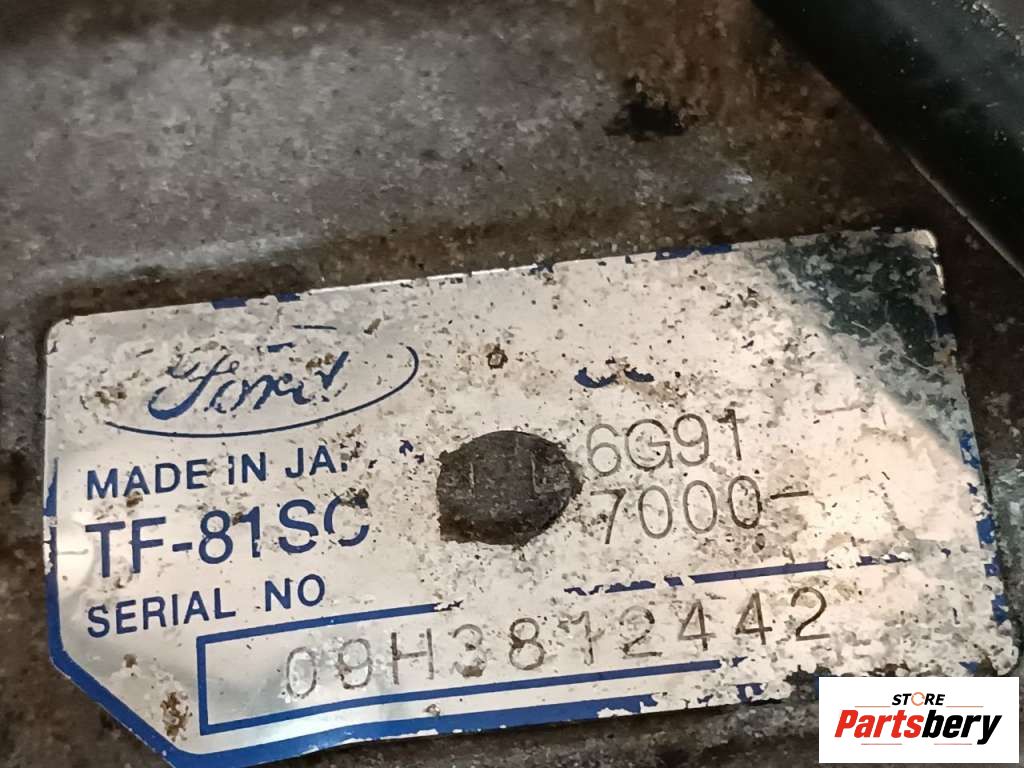 Ford
MADE IN JA
6G91
TF-81SC
7000-
SERIAL NO
09H3812442
STORE
Partsbery